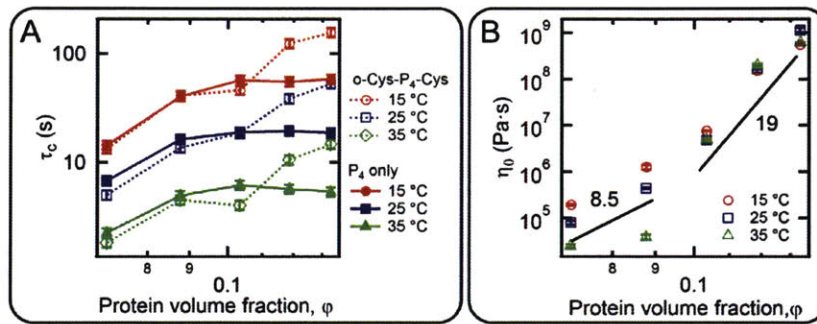 A
τc (s)
100
10
8
9
0.1
Protein volume fraction, φ
o-Cys-P4-Cys
15 °C
25 °C
35 °C
P4 only
15 °C
25 °C
35 °C
B
η0 (Pa·s)
10⁹
10⁸
10⁷
10⁶
10⁵
8.5
19
15 °C
25 °C
35 °C
8
9
0.1
Protein volume fraction,φ